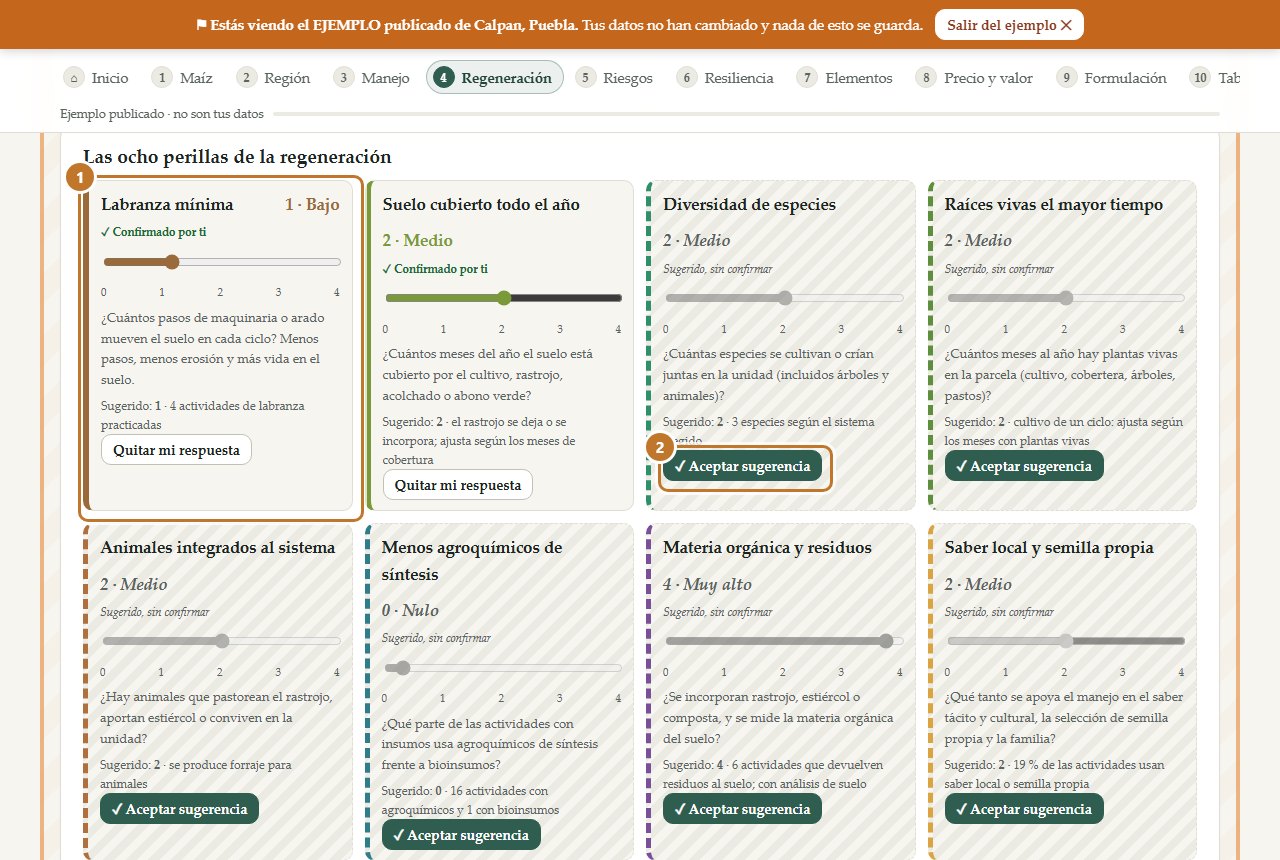 Estás viendo el EJEMPLO publicado de Calpan, Puebla. Tus datos no han cambiado y nada de esto se guarda.
Salir del ejemplo ✕
Inicio
1 Maíz
2 Región
3 Manejo
4 Regeneración
5 Riesgos
6 Resiliencia
7 Elementos
8 Precio y valor
9 Formulación
10 Tab
Ejemplo publicado · no son tus datos
Las ocho perillas de la regeneración
1
Labranza mínima
1 · Bajo
✓ Confirmado por ti
0 1 2 3 4
¿Cuántos pasos de maquinaria o arado
mueven el suelo en cada ciclo? Menos
pasos, menos erosión y más vida en el
suelo.
Sugerido: 1 · 4 actividades de labranza
practicadas
Quitar mi respuesta
Suelo cubierto todo el año
2 · Medio
✓ Confirmado por ti
0 1 2 3 4
¿Cuántos meses del año el suelo está
cubierto por el cultivo, rastrojo,
acolchado o abono verde?
Sugerido: 2 · el rastrojo se deja o se
incorpora; ajusta según los meses de
cobertura
Quitar mi respuesta
Diversidad de especies
2 · Medio
Sugerido, sin confirmar
0 1 2 3 4
¿Cuántas especies se cultivan o crían
juntas en la unidad (incluidos árboles y
animales)?
Sugerido: 2 · 3 especies según el sistema
2
✓ Aceptar sugerencia
Raíces vivas el mayor tiempo
2 · Medio
Sugerido, sin confirmar
0 1 2 3 4
¿Cuántos meses al año hay plantas vivas
en la parcela (cultivo, cobertera, árboles,
pastos)?
Sugerido: 2 · cultivo de un ciclo: ajusta según
los meses con plantas vivas
✓ Aceptar sugerencia
Animales integrados al sistema
2 · Medio
Sugerido, sin confirmar
0 1 2 3 4
¿Hay animales que pastorean el rastrojo,
aportan estiércol o conviven en la
unidad?
Sugerido: 2 · se produce forraje para
animales
✓ Aceptar sugerencia
Menos agroquímicos de
síntesis
0 · Nulo
Sugerido, sin confirmar
0 1 2 3 4
¿Qué parte de las actividades con
insumos usa agroquímicos de síntesis
frente a bioinsumos?
Sugerido: 0 · 16 actividades con
agroquímicos y 1 con bioinsumos
✓ Aceptar sugerencia
Materia orgánica y residuos
4 · Muy alto
Sugerido, sin confirmar
0 1 2 3 4
¿Se incorporan rastrojo, estiércol o
composta, y se mide la materia orgánica
del suelo?
Sugerido: 4 · 6 actividades que devuelven
residuos al suelo; con análisis de suelo
✓ Aceptar sugerencia
Saber local y semilla propia
2 · Medio
Sugerido, sin confirmar
0 1 2 3 4
¿Qué tanto se apoya el manejo en el saber
tácito y cultural, la selección de semilla
propia y la familia?
Sugerido: 2 · 19 % de las actividades usan
saber local o semilla propia
✓ Aceptar sugerencia